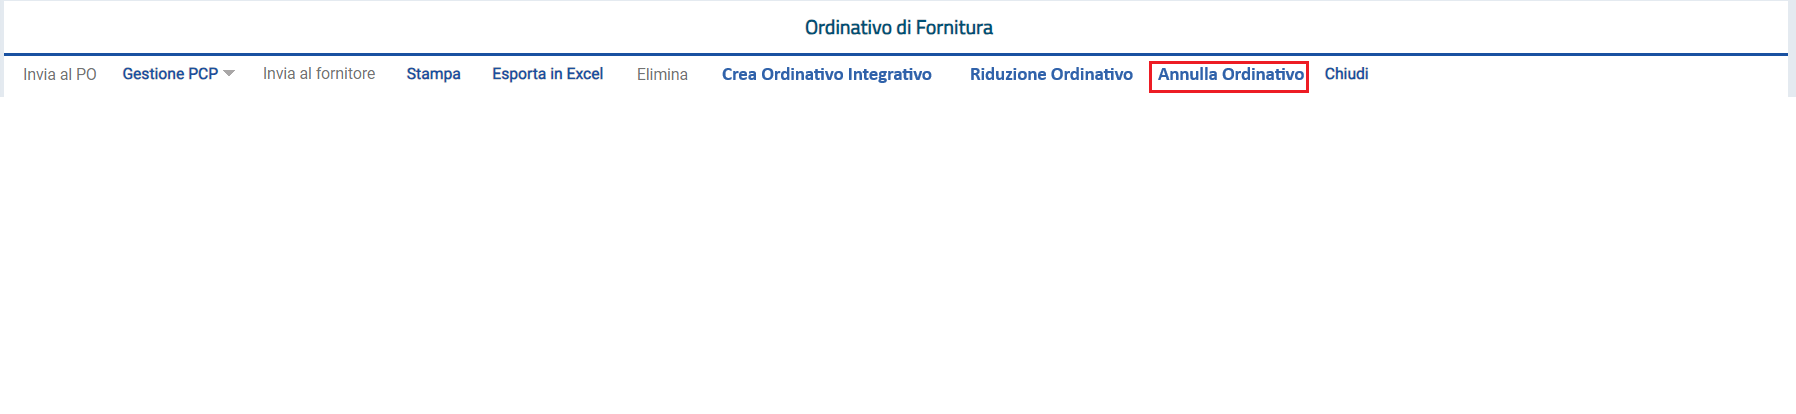 Ordinativo di Fornitura
Invia al PO Gestione PCP Invia al fornitore Stampa Esporta in Excel Elimina Crea Ordinativo Integrativo Riduzione Ordinativo Annulla Ordinativo Chiudi